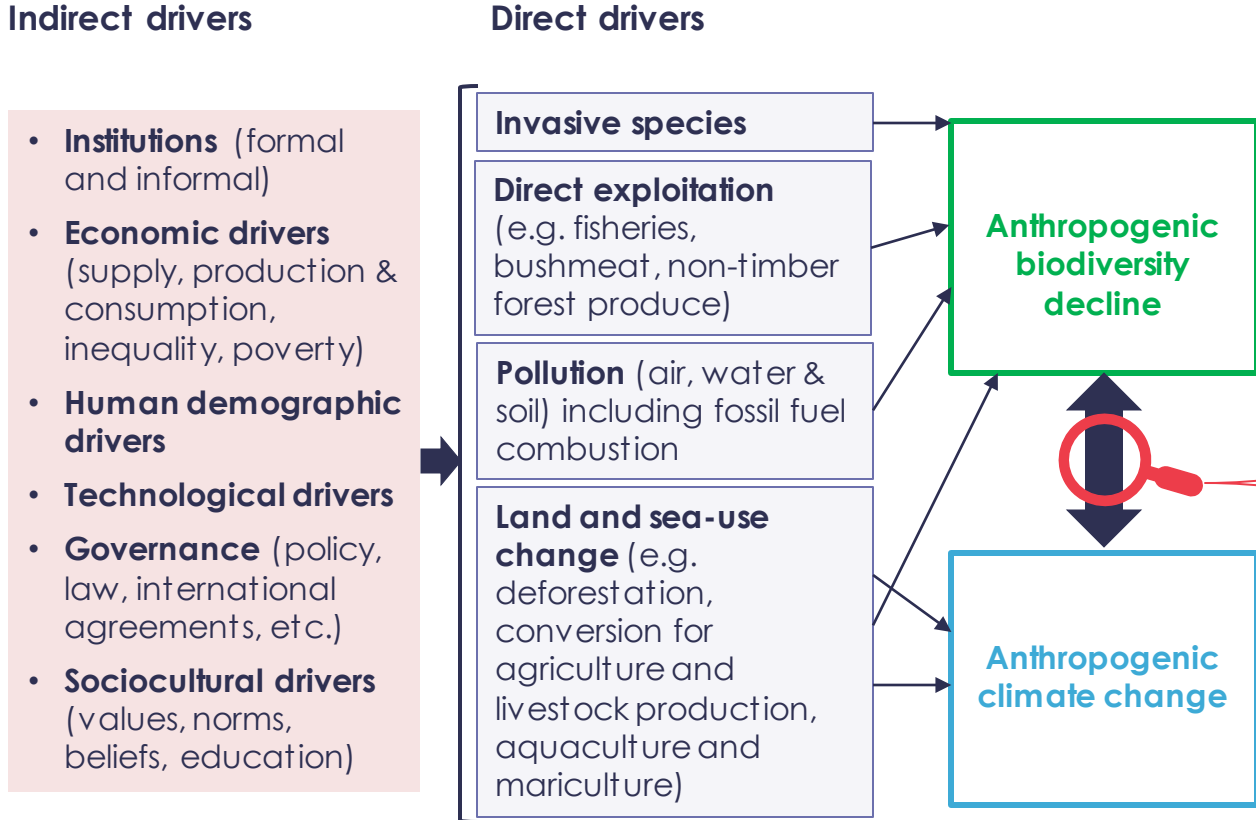 Indirect drivers
Direct drivers
• Institutions (formal
and informal)
• Economic drivers
(supply, production &
consumption,
inequality, poverty)
• Human demographic
drivers
• Technological drivers
• Governance (policy,
law, international
agreements, etc.)
• Sociocultural drivers
(values, norms,
beliefs, education)
Invasive species
Direct exploitation
(e.g. fisheries,
bushmeat, non-timber
forest produce)
Pollution (air, water &
soil) including fossil fuel
combustion
Land and sea-use
change (e.g.
deforestation,
conversion for
agriculture and
livestock production,
aquaculture and
mariculture)
Anthropogenic
biodiversity
decline
Anthropogenic
climate change